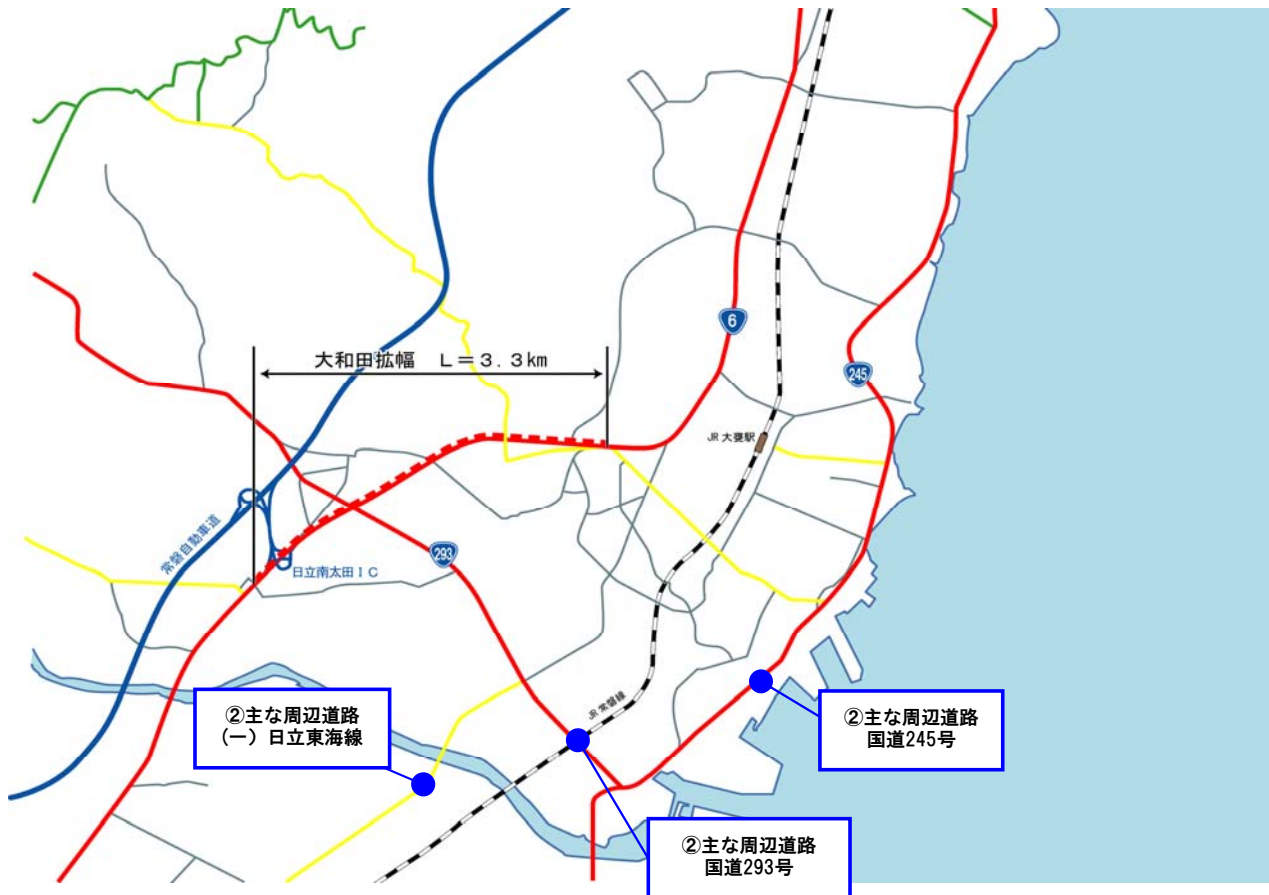 6
大和田拡幅 L=3.3km
245
JR 大甕駅
常磐自動車道
293
日立南太田IC
②主な周辺道路
(一)日立東海線
JR 常磐線
②主な周辺道路
国道245号
②主な周辺道路
国道293号